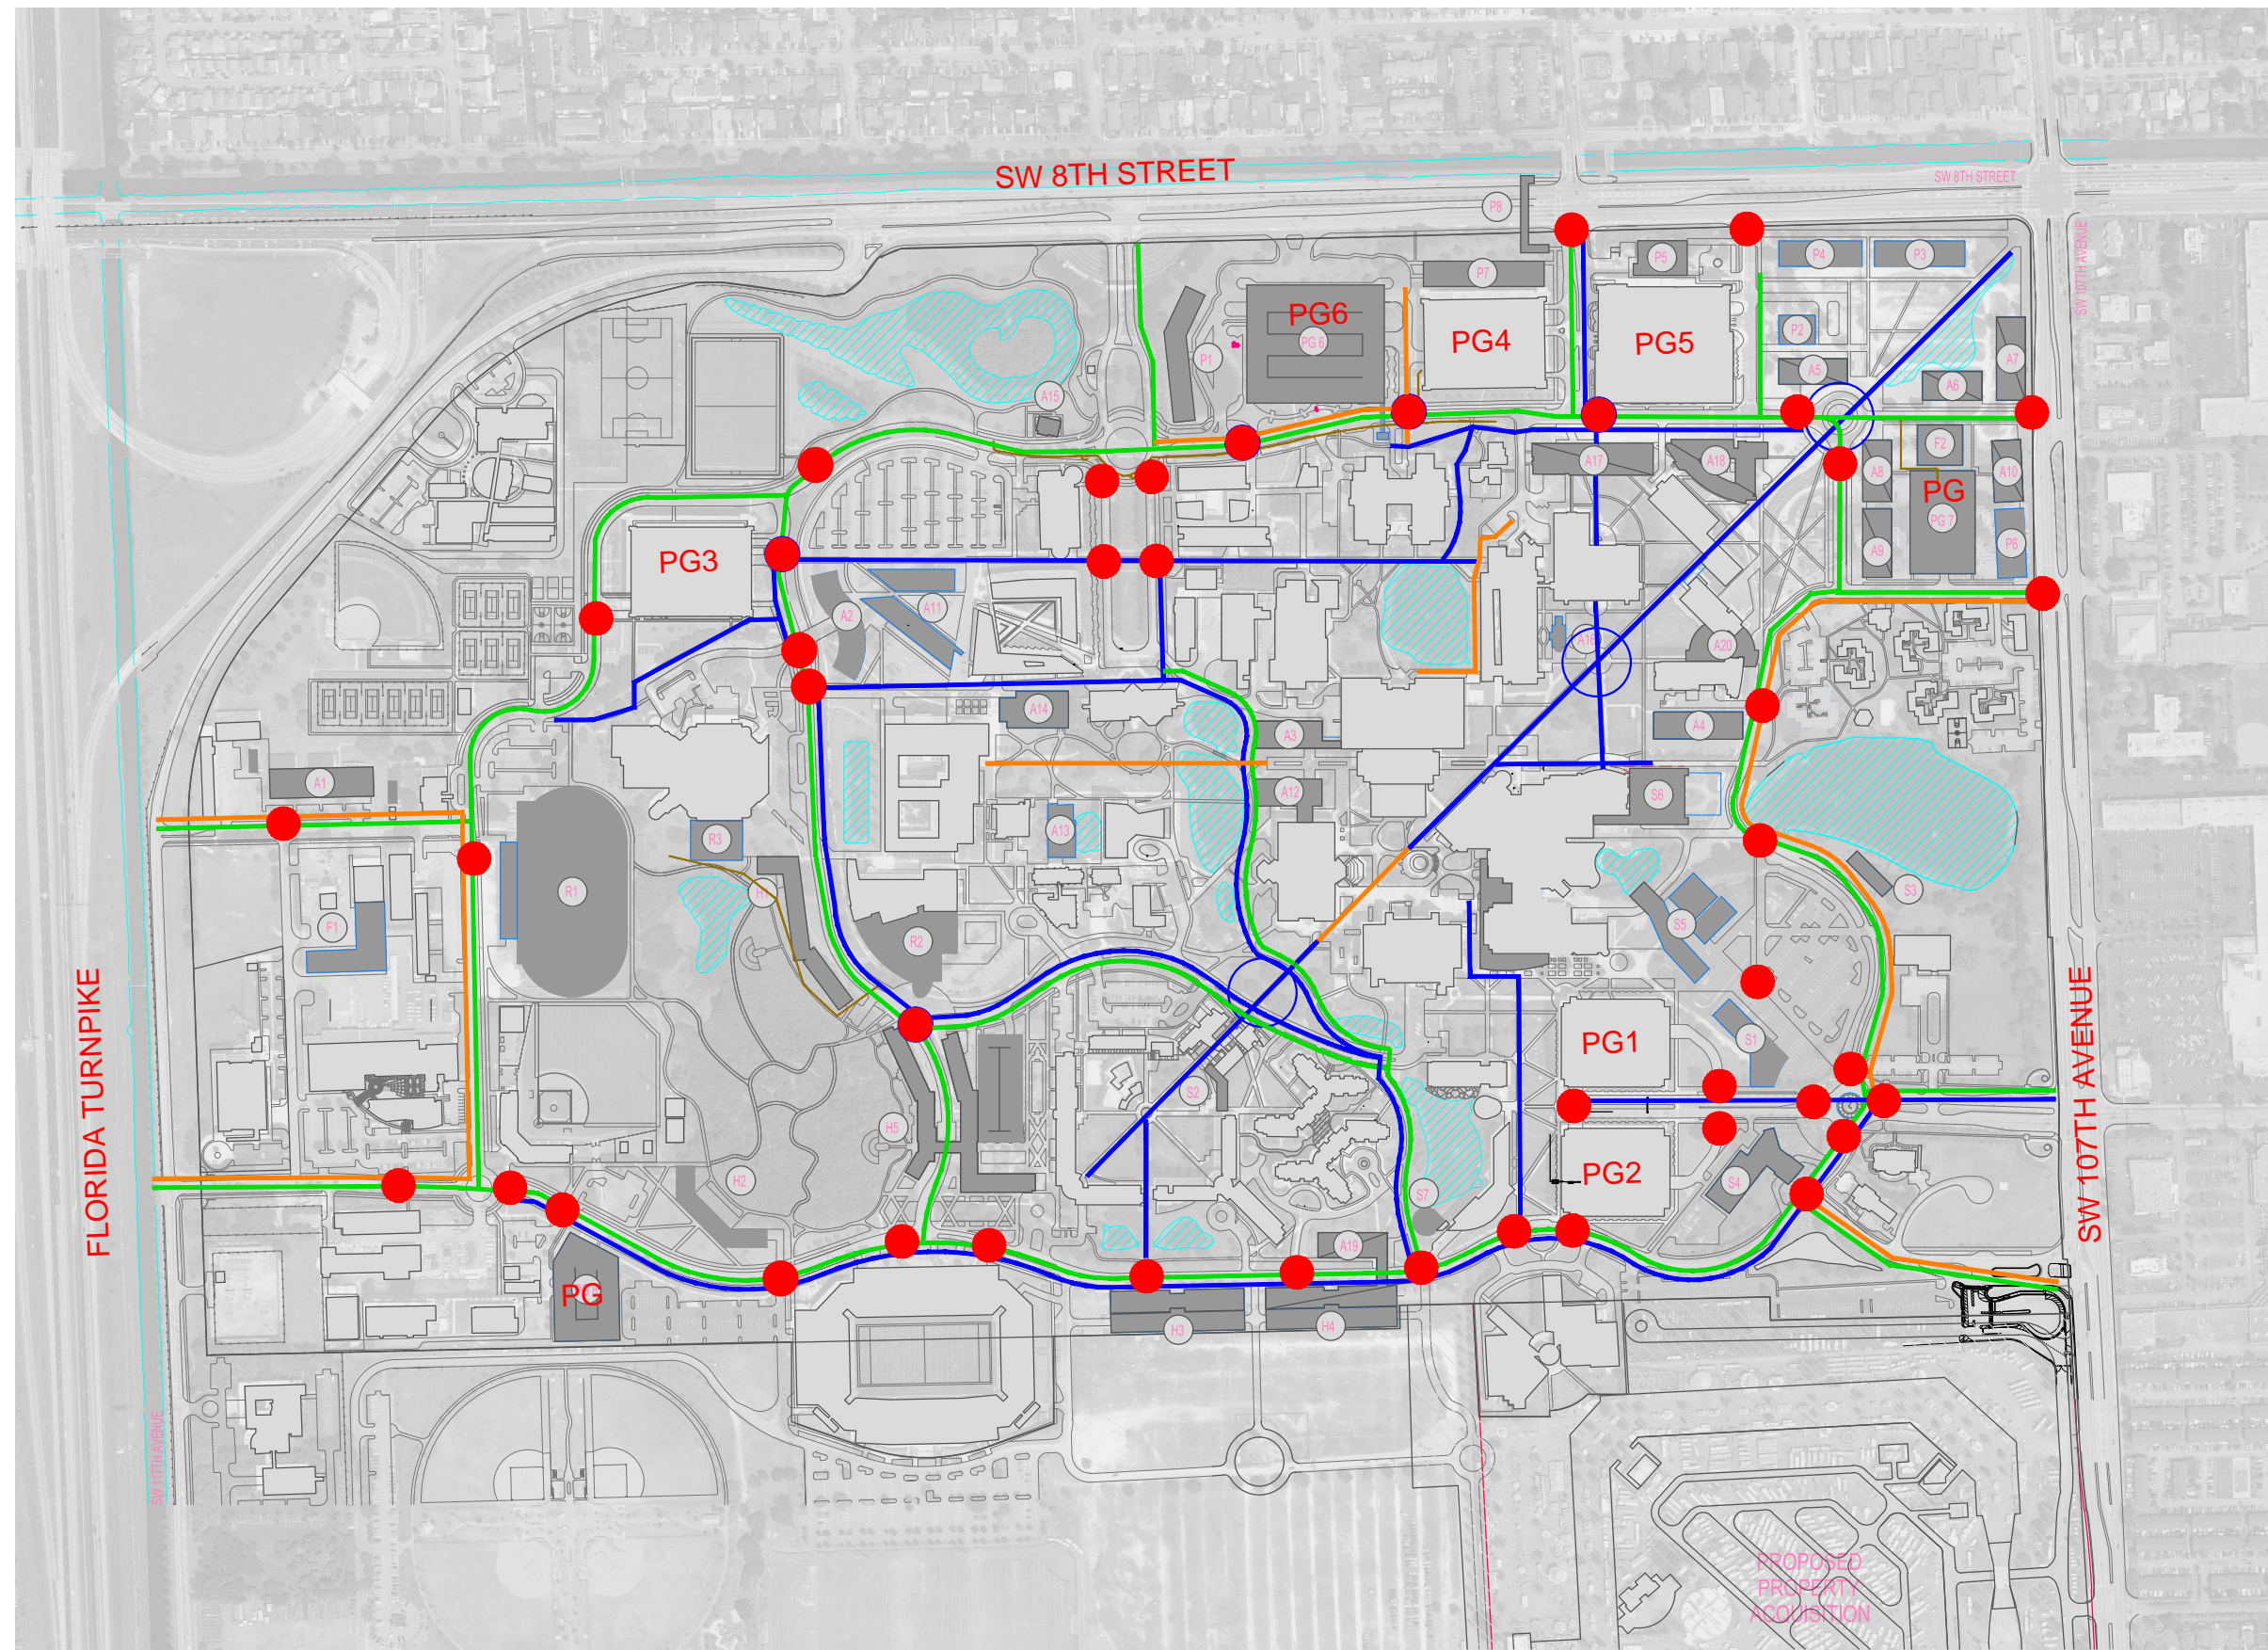 SW 8TH STREET
SW 8TH STREET
P8
SW 107TH AVENUE
P5
P4
P3
P7
PG6
PG 6
PG4
PG5
P2
A7
P1
A5
A6
A15
A17
A18
A8
F2
A10
PG
PG 7
A9
P6
PG3
A2
A11
A16
A20
A14
A3
A4
A1
A12
S6
R3
A13
H1
R1
S3
F1
R2
S5
FLORIDA TURNPIKE
SW 107TH AVENUE
PG1
S1
S2
H5
PG2
H2
S4
S7
A19
PG
H3
H4
SW 117TH AVENUE
PROPOSED
PROPERTY
ACQUISITION